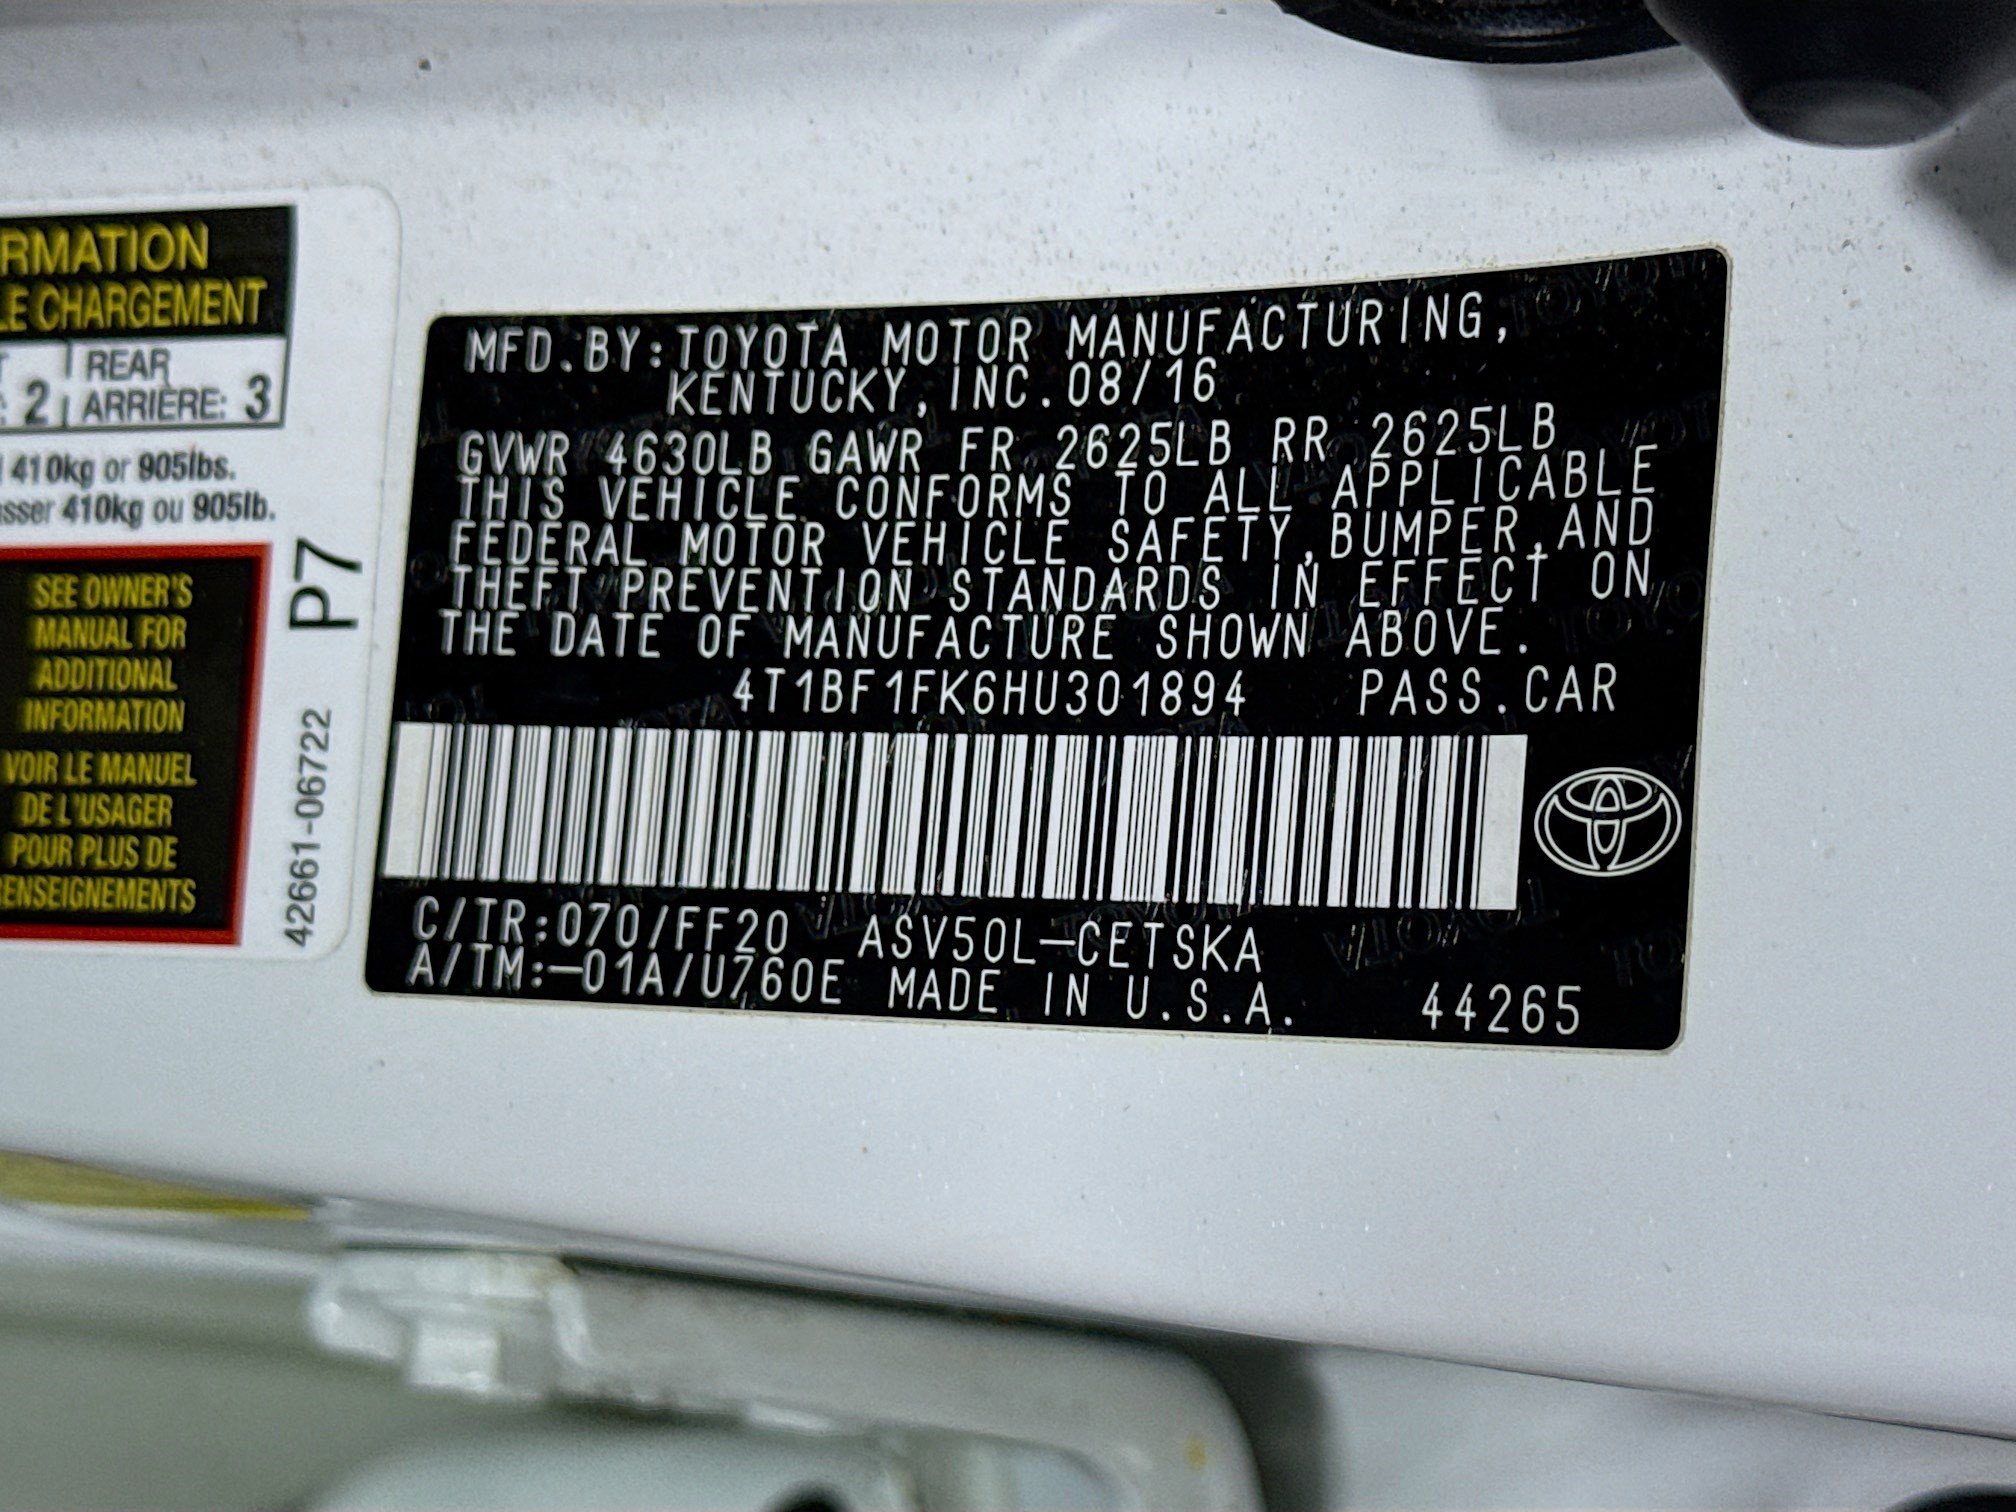 RMATION
LE CHARGEMENT
REAR
2 ARRIÈRE: 3
410kg or 905lbs.
sser 410kg ou 905lb.
SEE OWNER'S
MANUAL FOR
ADDITIONAL
INFORMATION
VOIR LE MANUEL
DE L'USAGER
POUR PLUS DE
RENSEIGNEMENTS
P7
42661-06722
MFD.BY:TOYOTA MOTOR MANUFACTURING,
KENTUCKY,INC.08/16
GVWR 4630LB GAWR FR 2625LB RR 2625LB
THIS VEHICLE CONFORMS TO ALL APPLICABLE
FEDERAL MOTOR VEHICLE SAFETY,BUMPER,AND
THEFT PREVENTION STANDARDS IN EFFECT ON
THE DATE OF MANUFACTURE SHOWN ABOVE.
4T1BF1FK6HU301894 PASS.CAR
C/TR:070/FF20 ASV50L-CETSKA
A/TM:-01A/U760E MADE IN U.S.A. 44265